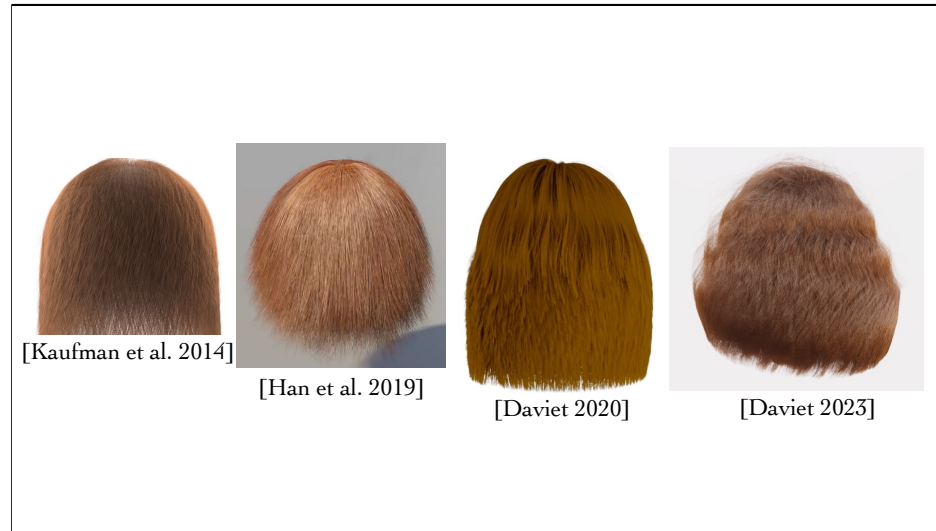 [Kaufman et al. 2014]
[Han et al. 2019]
[Daviet 2020]
[Daviet 2023]